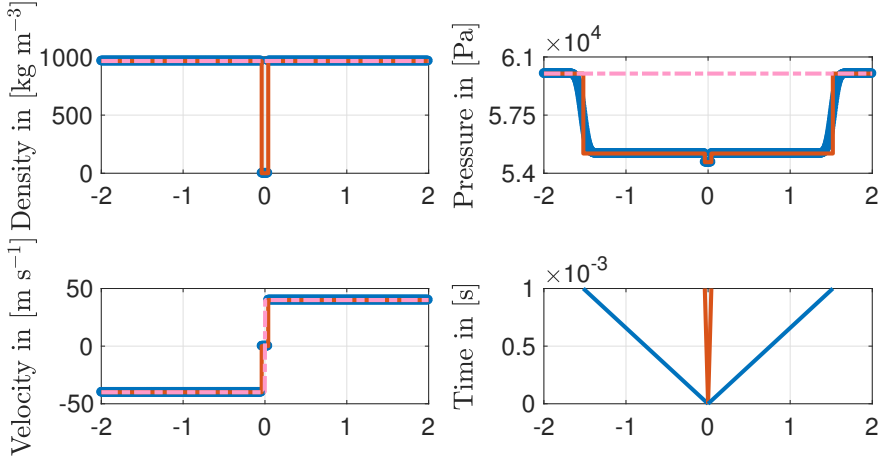 Density in [kg m⁻³]
1000
500
0
-2 -1 0 1 2
Pressure in [Pa]
×10⁴
6.1
5.75
5.4
-2 -1 0 1 2
Velocity in [m s⁻¹]
50
0
-50
-2 -1 0 1 2
Time in [s]
×10⁻³
1
0.5
0
-2 -1 0 1 2